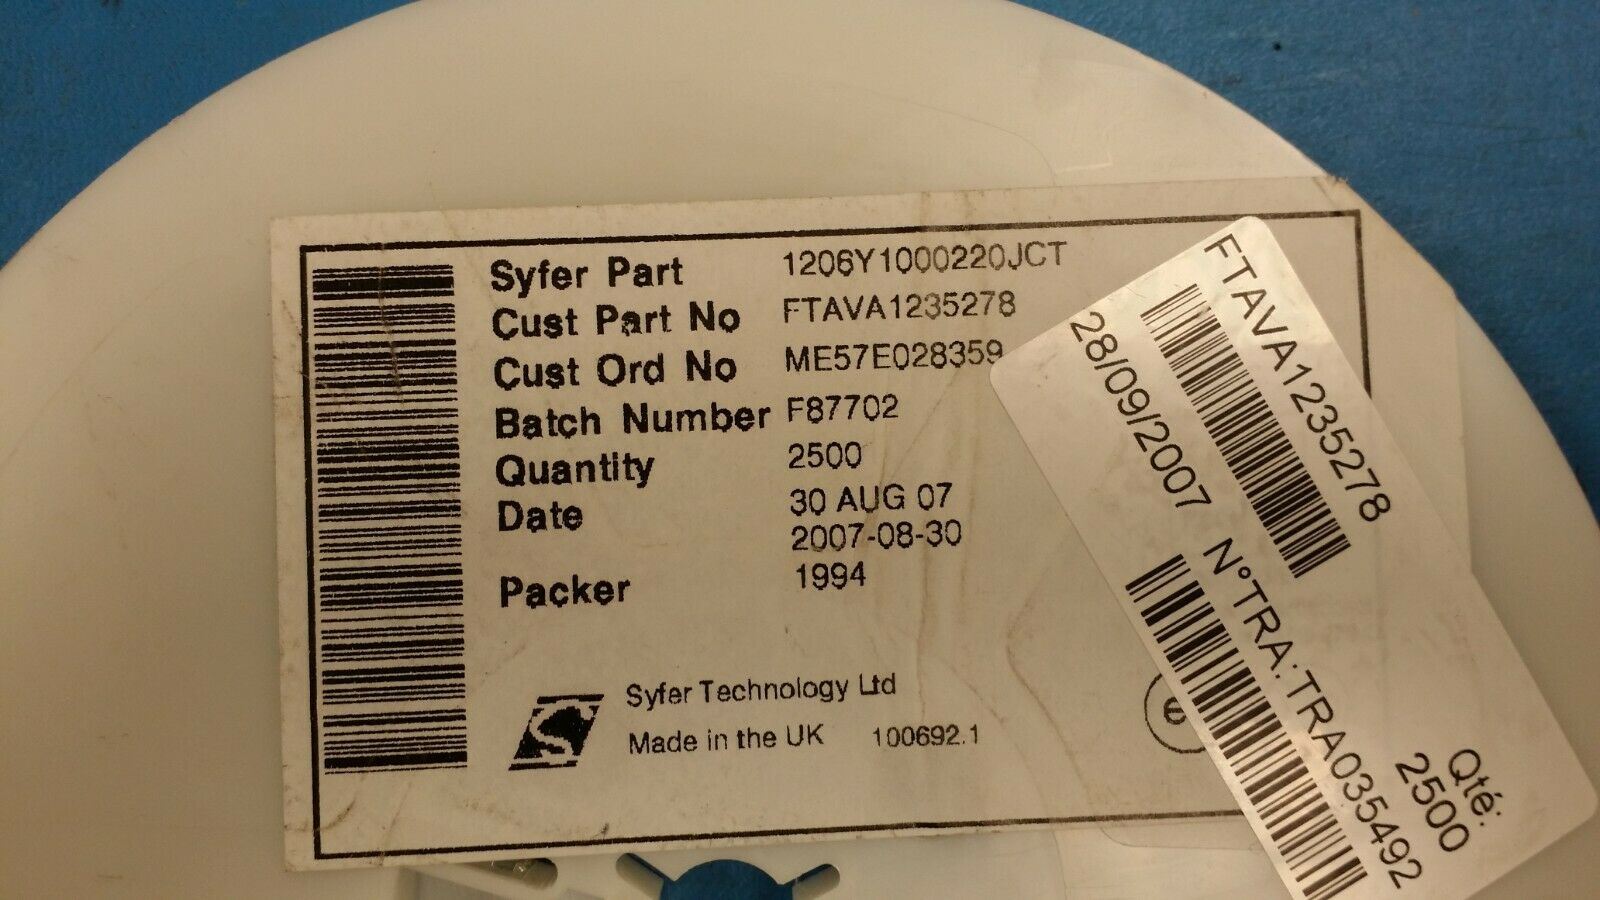 Syfer Part 1206Y1000220JCT
Cust Part No FTAVA1235278
Cust Ord No ME57E028359
Batch Number F87702
Quantity 2500
Date 30 AUG 07
2007-08-30
Packer 1994
Syfer Technology Ltd
Made in the UK 100692.1
e
FTAVA1235278
28/09/2007
N°TRA:TRA035492
Qté:
2500